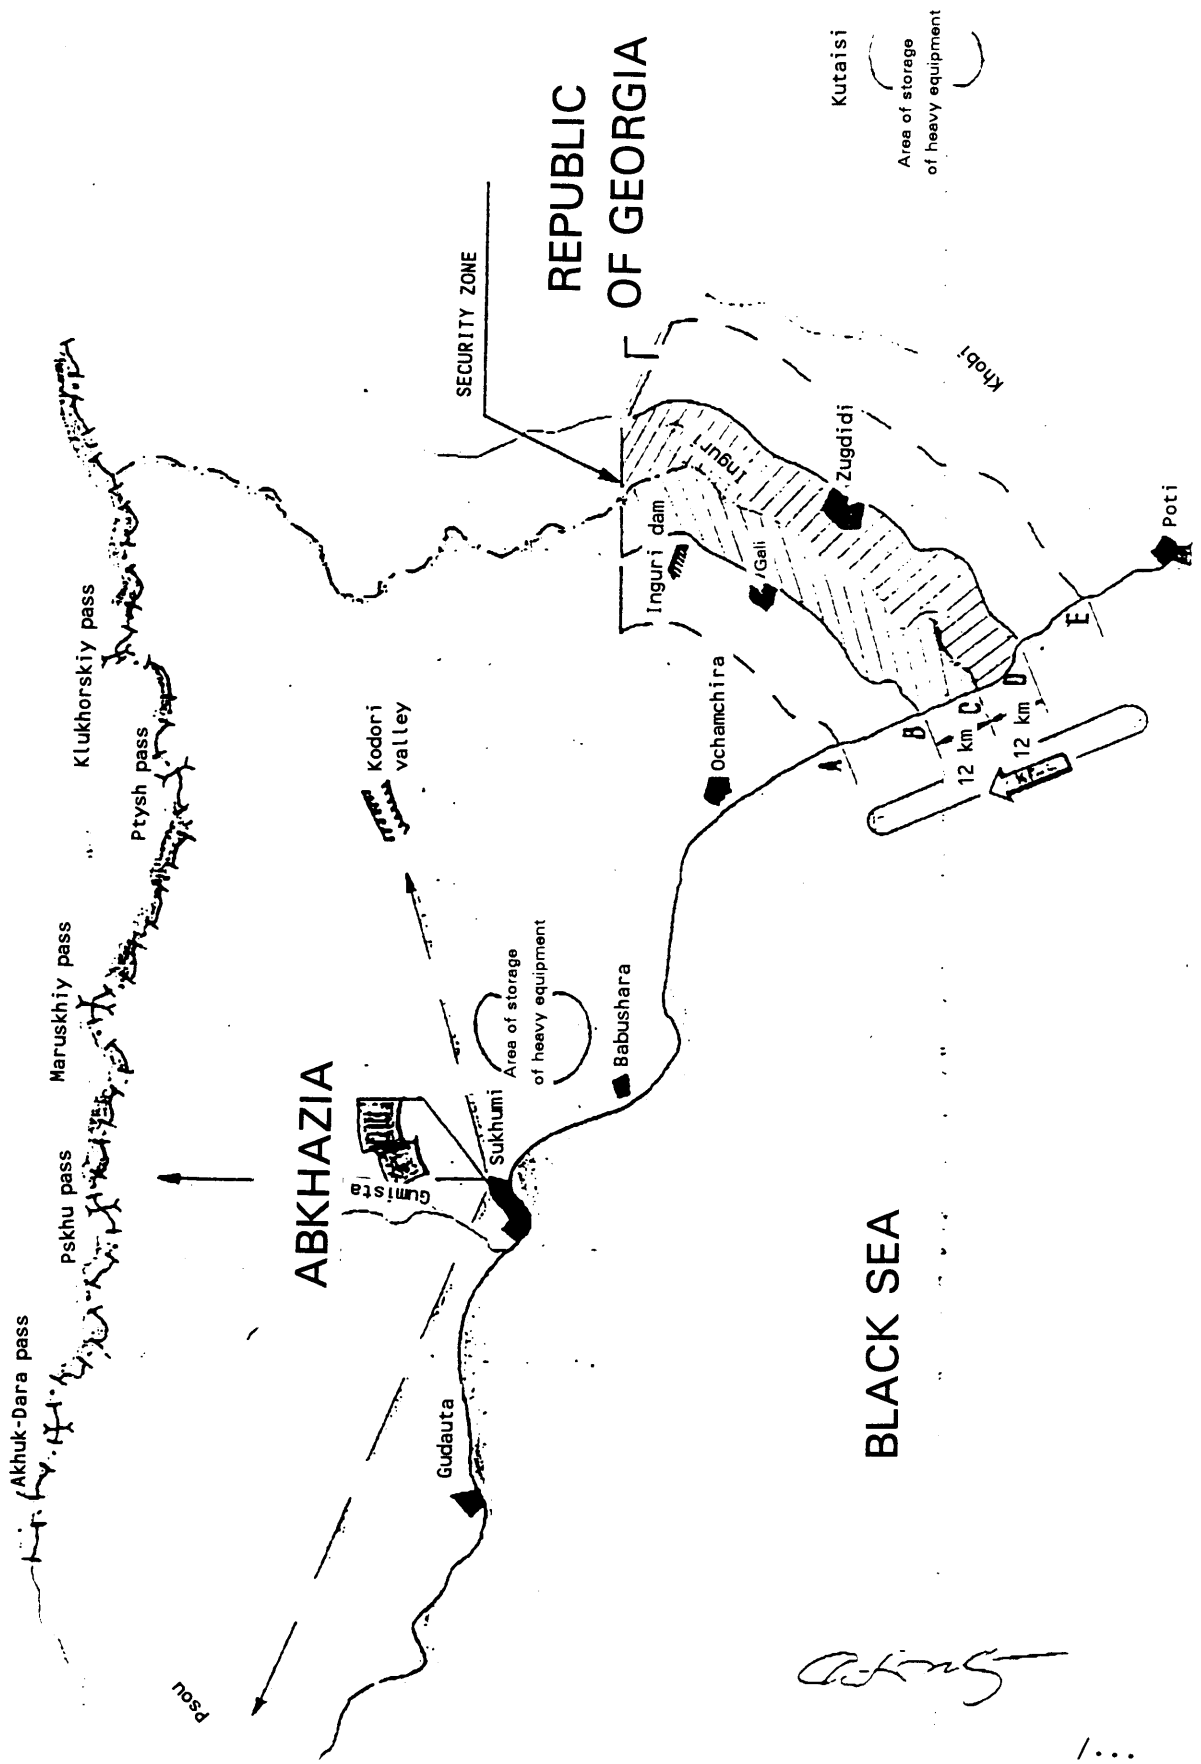 Akhuk-Dara pass
Pskhu pass
Maruskhiy pass
Ptysh pass
Klukhorskiy pass
Psou
ABKHAZIA
Gumista
Kodori
valley
SECURITY ZONE
REPUBLIC
OF GEORGIA
Gudauta
Sukhumi
Area of storage
of heavy equipment
Babushara
Ochamchira
Inguri dam
Inguri
Gali
Zugdidi
Khobi
Kutaisi
Area of storage
of heavy equipment
A
B
C
D
E
12 km
12 km
Poti
BLACK SEA
/...